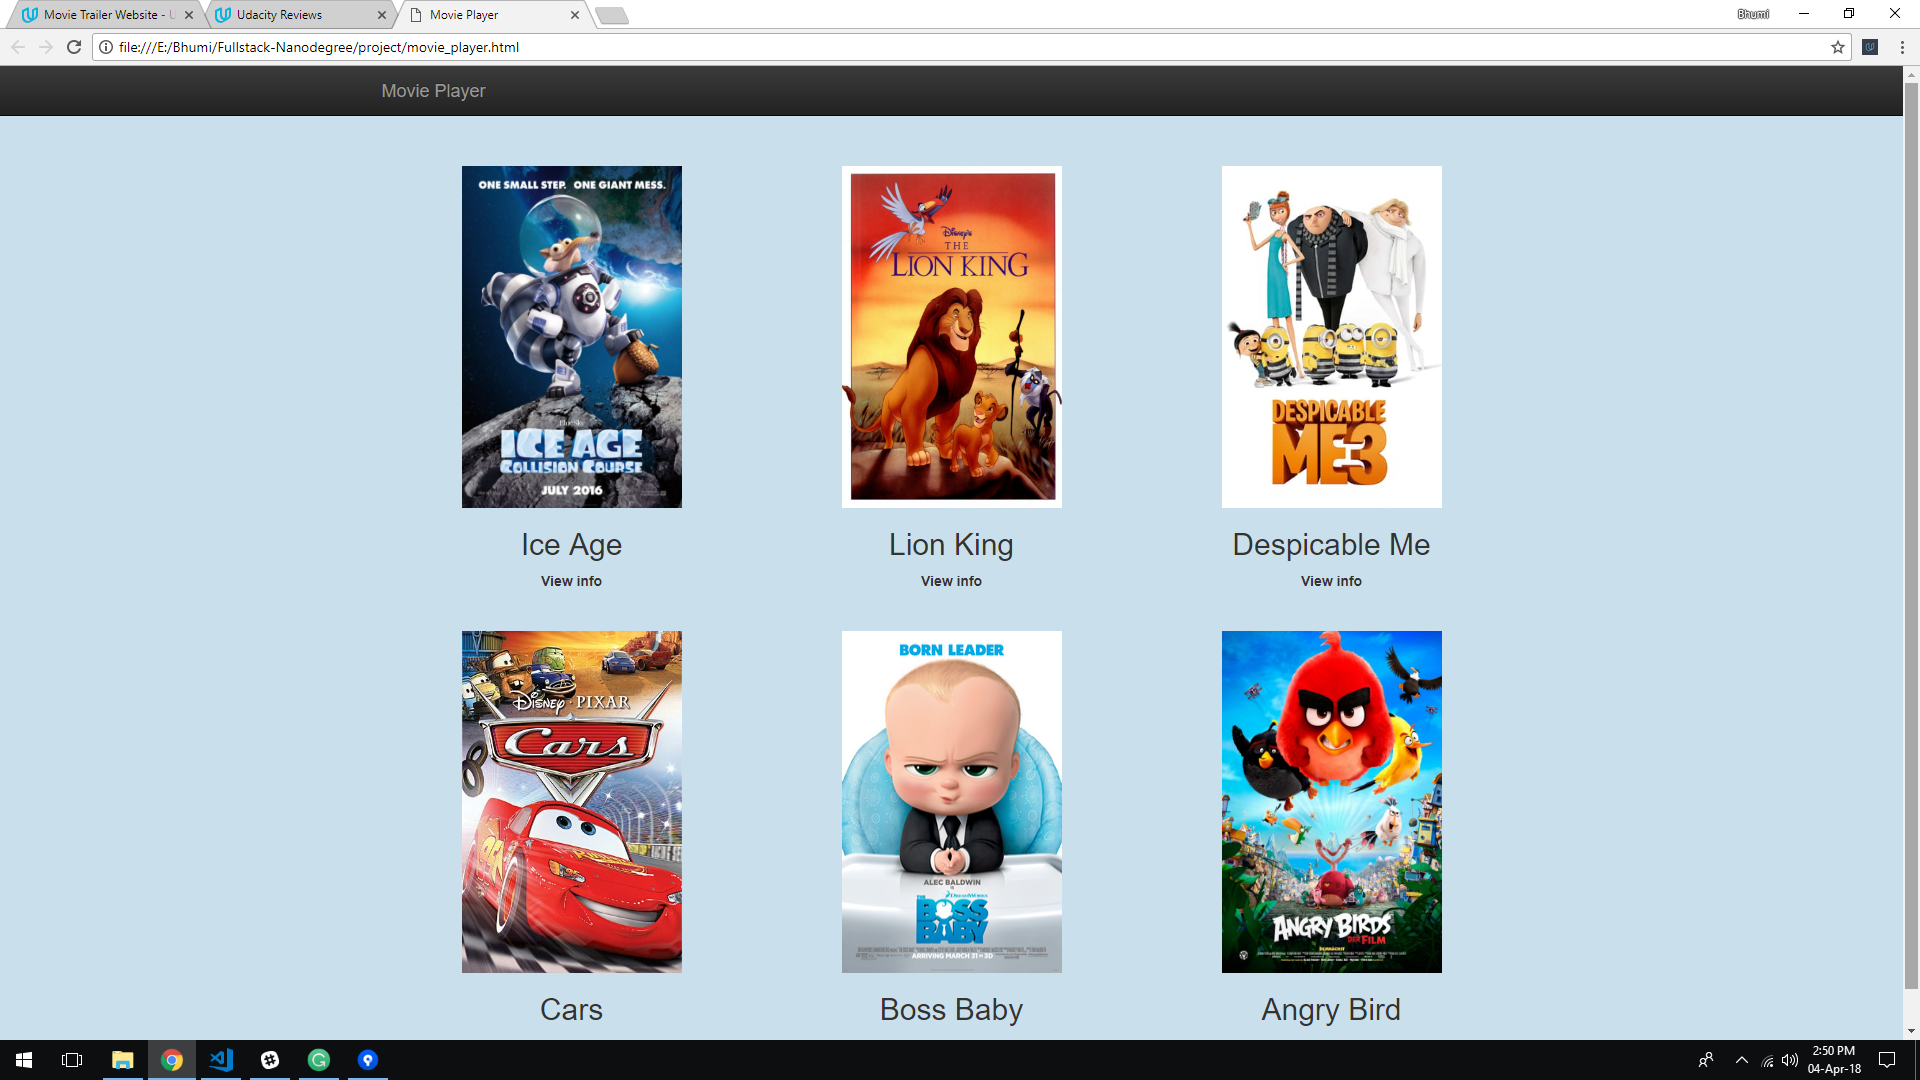 Movie Trailer Website - U
Udacity Reviews
Movie Player
Bhumi
file:///E:/Bhumi/Fullstack-Nanodegree/project/movie_player.html
Movie Player
ONE SMALL STEP. ONE GIANT MESS.
ICE AGE
COLLISION COURSE
JULY 2016
Disney's
THE
LION KING
DESPICABLE
ME3
Ice Age
Lion King
Despicable Me
View info
View info
View info
DISNEY · PIXAR
Cars
BORN LEADER
ALEC BALDWIN
IS
THE
BOSS
BABY
ARRIVING MARCH 31 IN 3D
ANGRY BIRDS
DER FILM
Cars
Boss Baby
Angry Bird
2:50 PM
04-Apr-18